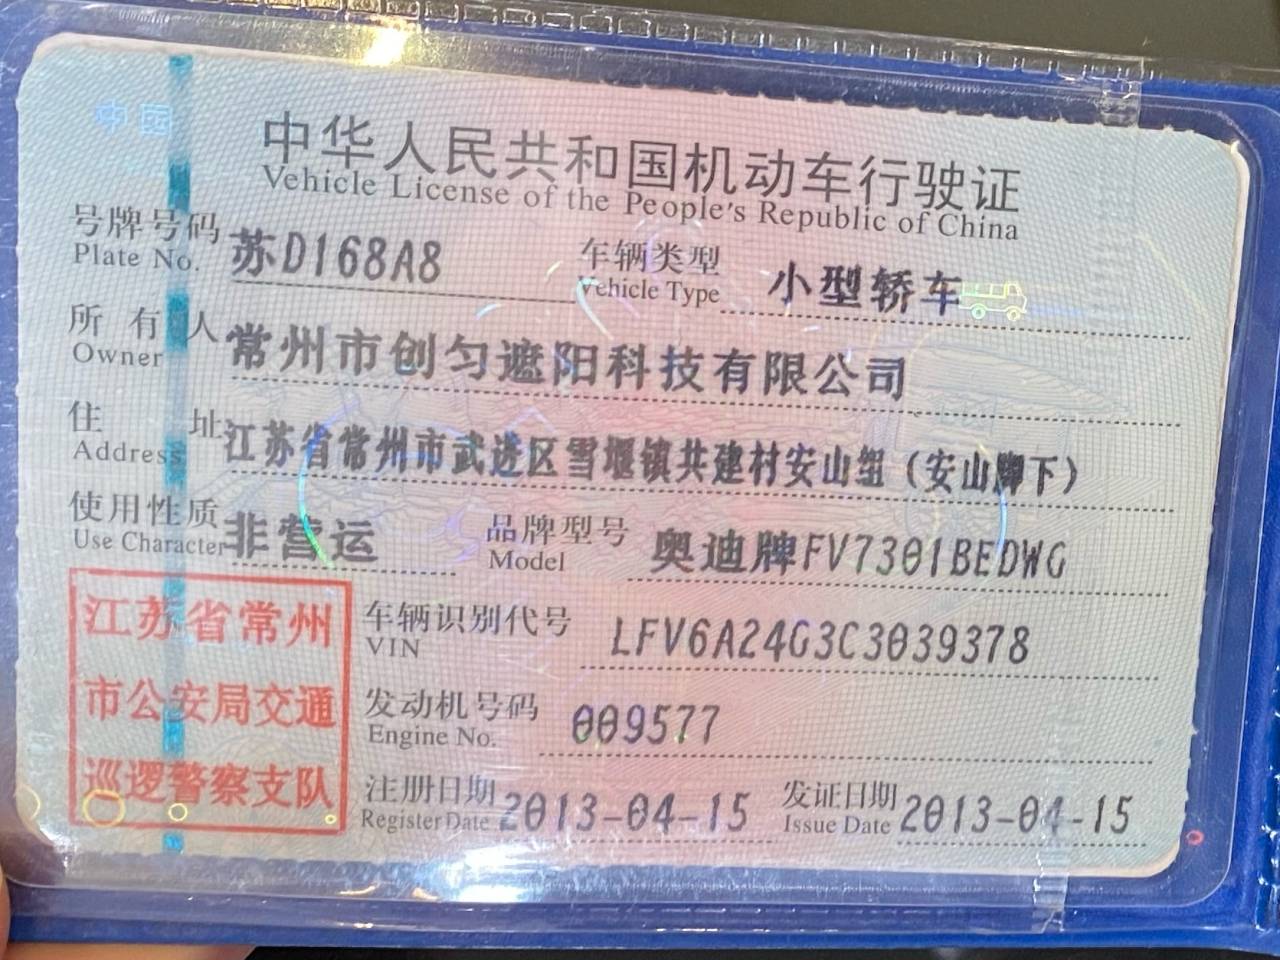 中国
中华人民共和国机动车行驶证
Vehicle License of the People's Republic of China
号牌号码 苏D168A8 车辆类型 小型轿车
Plate No. Vehicle Type
所有人 常州市创匀遮阳科技有限公司
Owner
住址 江苏省常州市武进区雪堰镇共建村安山组（安山脚下）
Address
使用性质 非营运 品牌型号 奥迪牌FV7301BEDWG
Use Character Model
江苏省常州
市公安局交通
巡逻警察支队
车辆识别代号 LFV6A24G3C3039378
VIN
发动机号码 009577
Engine No.
注册日期 2013-04-15 发证日期 2013-04-15
Register Date Issue Date